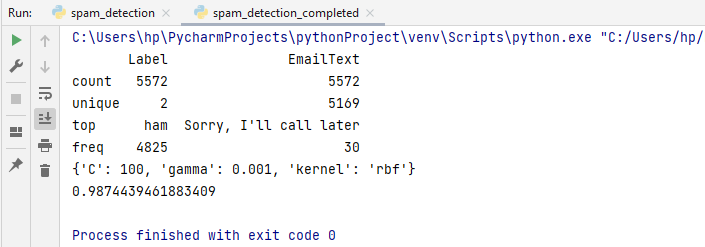 Run: spam_detection spam_detection_completed
C:\Users\hp\PycharmProjects\pythonProject\venv\Scripts\python.exe "C:/Users/hp/
Label EmailText
count 5572 5572
unique 2 5169
top ham Sorry, I'll call later
freq 4825 30
{'C': 100, 'gamma': 0.001, 'kernel': 'rbf'}
0.9874439461883409
Process finished with exit code 0